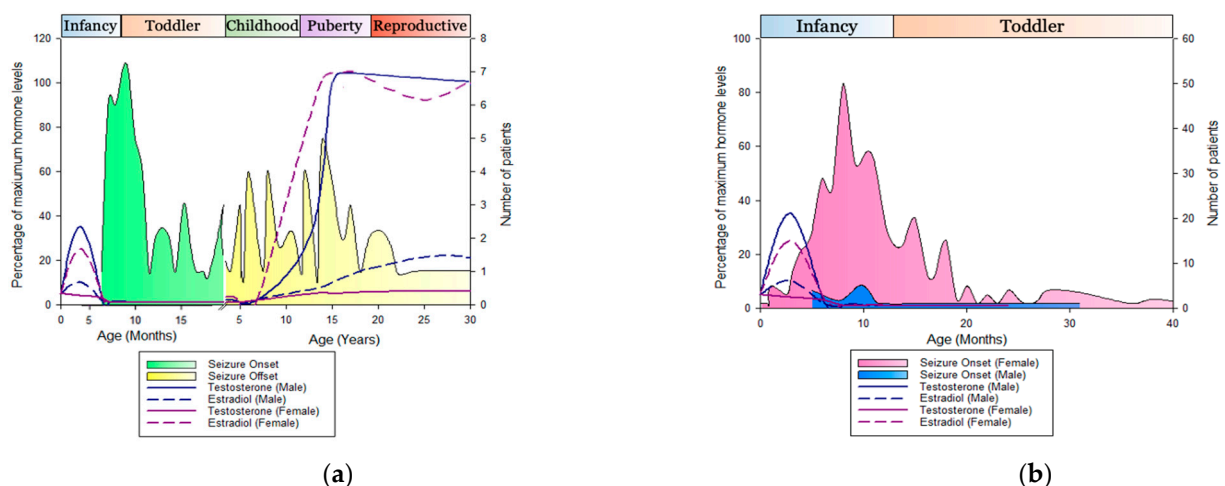 Infancy Toddler Childhood Puberty Reproductive
120
100
80
60
40
20
0
Percentage of maxiumum hormone levels
8
7
6
5
4
3
2
1
0
Number of patients
0 5 10 15 5 10 15 20 25 30
Age (Months) Age (Years)
Seizure Onset
Seizure Offset
Testosterone (Male)
Estradiol (Male)
Testosterone (Female)
Estradiol (Female)
(a)
Infancy Toddler
100
80
60
40
20
0
Percentage of maximum hormone levels
60
50
40
30
20
10
0
Number of patients
0 10 20 30 40
Age (Months)
Seizure Onset (Female)
Seizure Onset (Male)
Testosterone (Male)
Estradiol (Male)
Testosterone (Female)
Estradiol (Female)
(b)